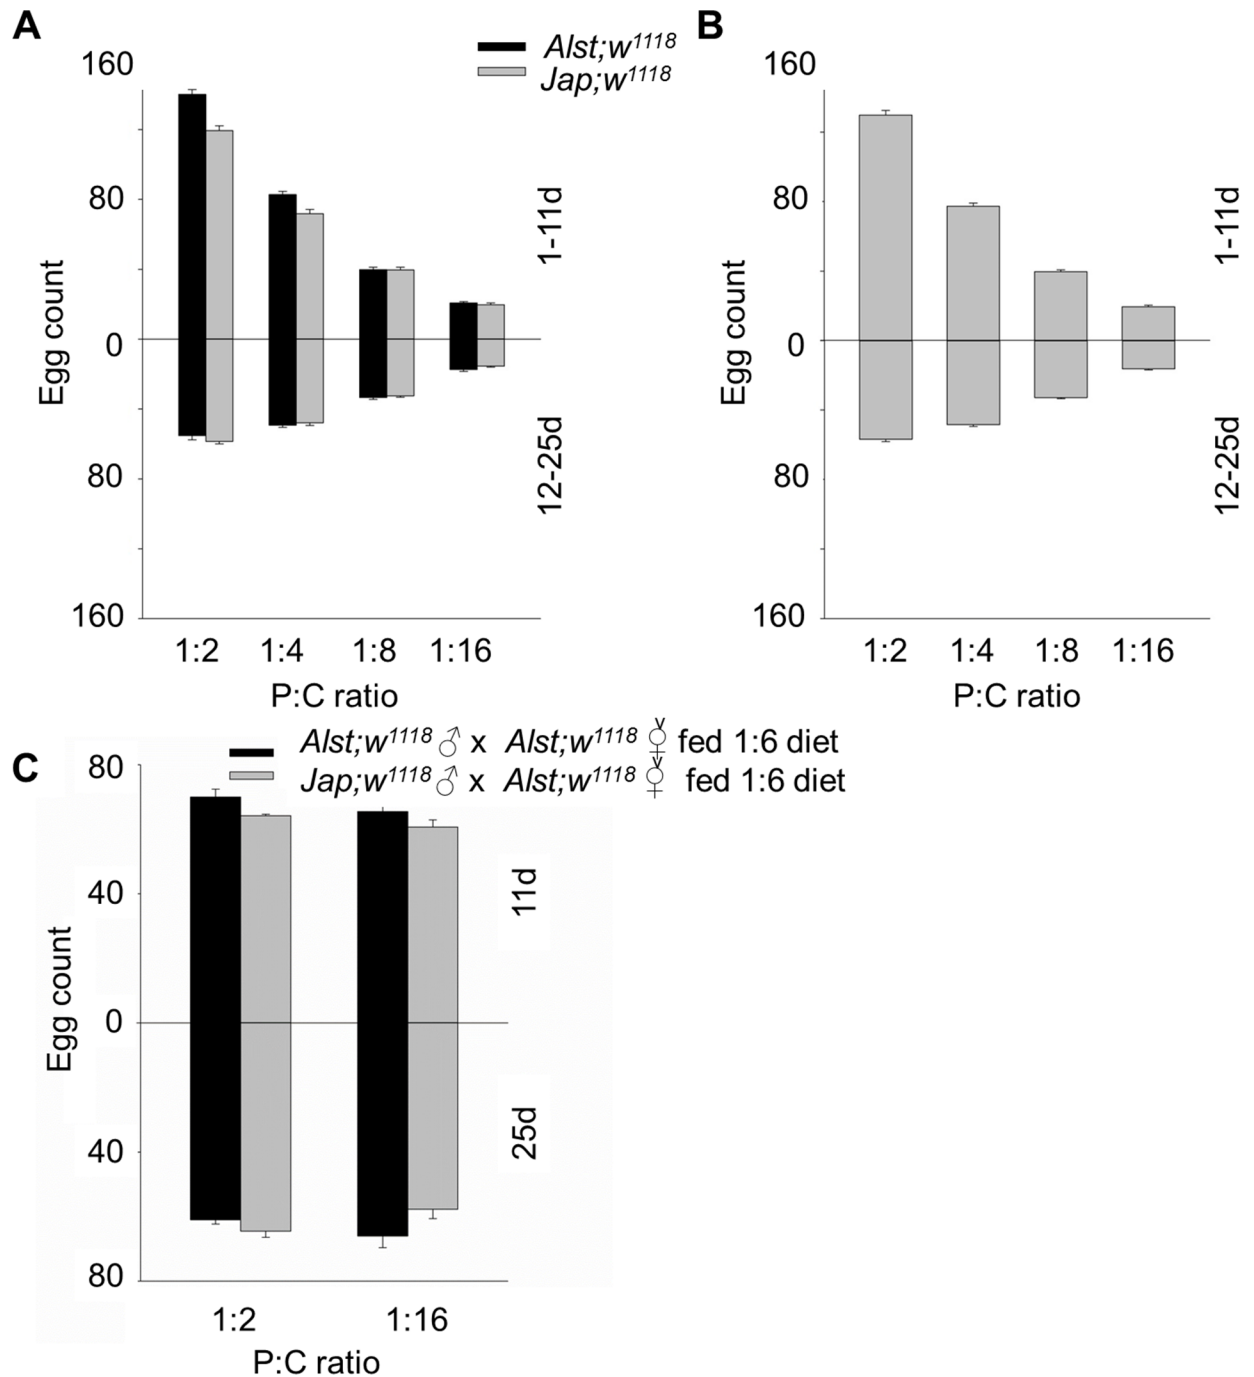 A
Alst;w1118
Jap;w1118
160
80
0
80
160
Egg count
1-11d
12-25d
1:2 1:4 1:8 1:16
P:C ratio
B
160
80
0
80
160
Egg count
1-11d
12-25d
1:2 1:4 1:8 1:16
P:C ratio
C
Alst;w1118 ♂ x Alst;w1118 ♀ fed 1:6 diet
Jap;w1118 ♂ x Alst;w1118 ♀ fed 1:6 diet
80
40
0
40
80
Egg count
11d
25d
1:2 1:16
P:C ratio